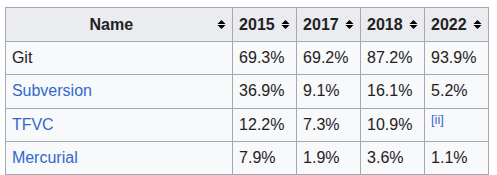 Name 2015 2017 2018 2022
Git 69.3% 69.2% 87.2% 93.9%
Subversion 36.9% 9.1% 16.1% 5.2%
TFVC 12.2% 7.3% 10.9% [ii]
Mercurial 7.9% 1.9% 3.6% 1.1%